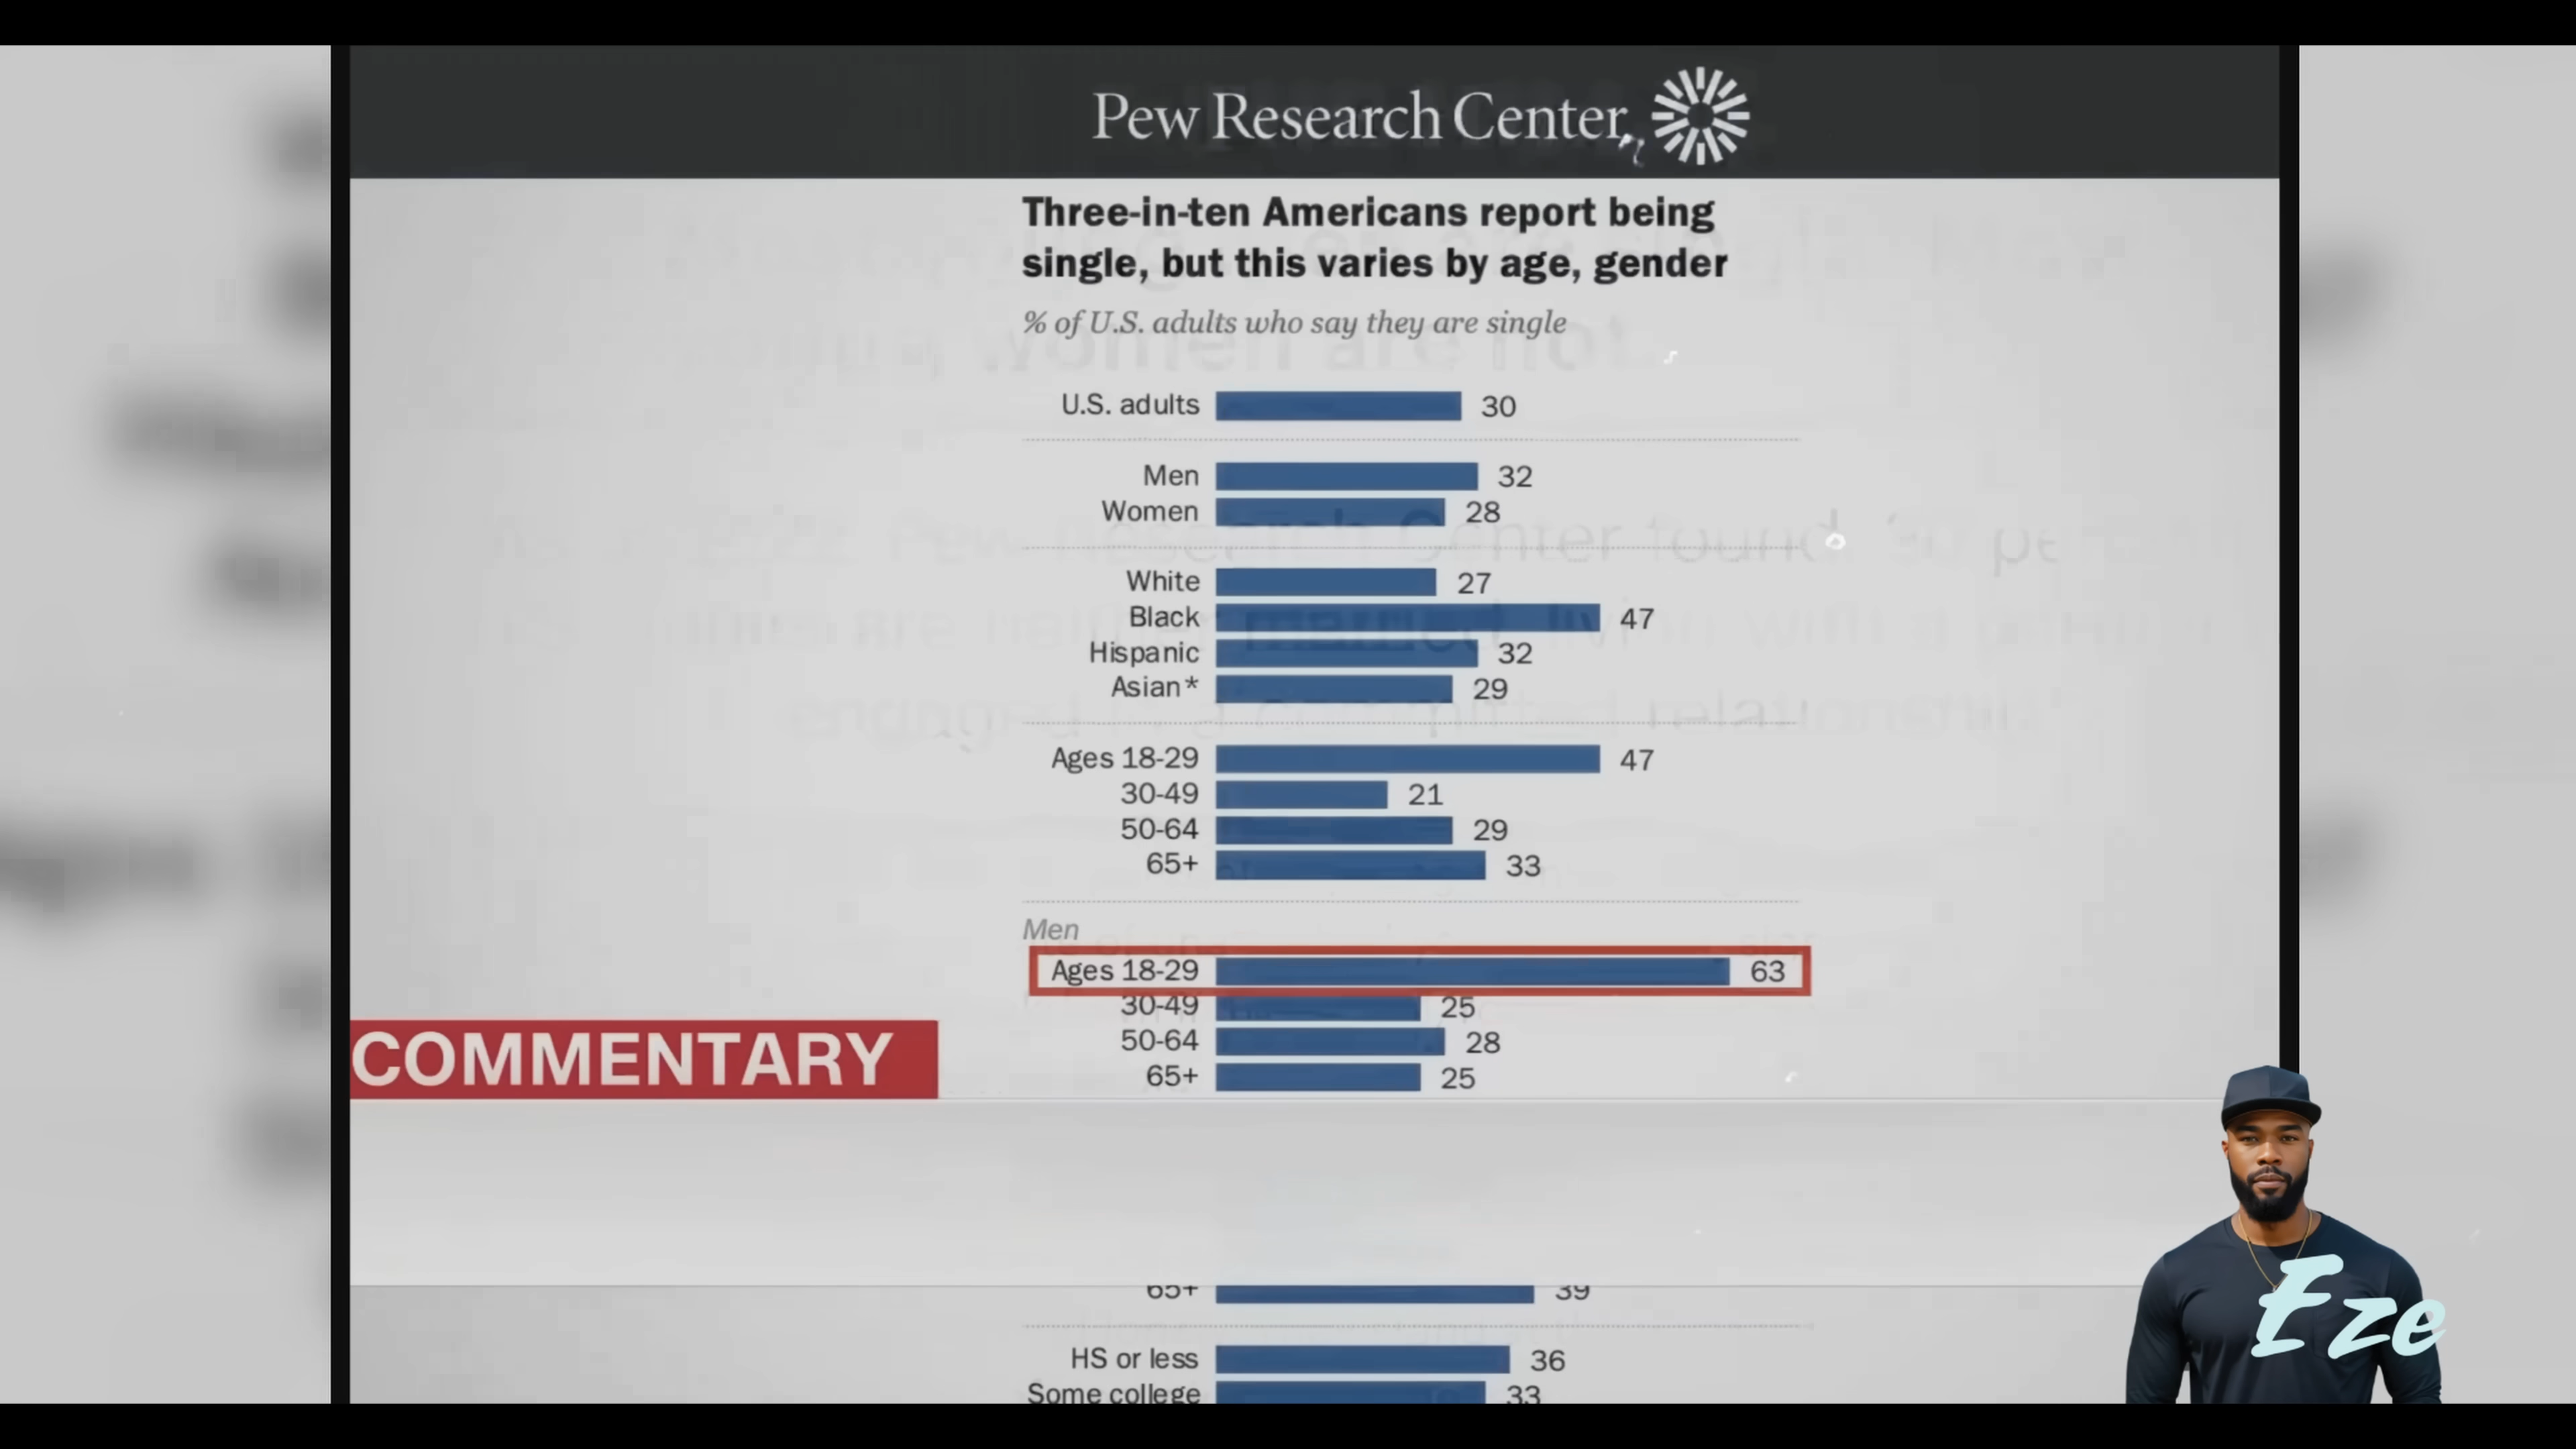 Pew Research Center
Three-in-ten Americans report being
single, but this varies by age, gender
% of U.S. adults who say they are single
U.S. adults 30
Men 32
Women 28
White 27
Black 47
Hispanic 32
Asian* 29
Ages 18-29 47
30-49 21
50-64 29
65+ 33
Men
Ages 18-29 63
30-49 25
50-64 28
65+ 25
COMMENTARY
65+ 39
HS or less 36
Some college 33
Eze